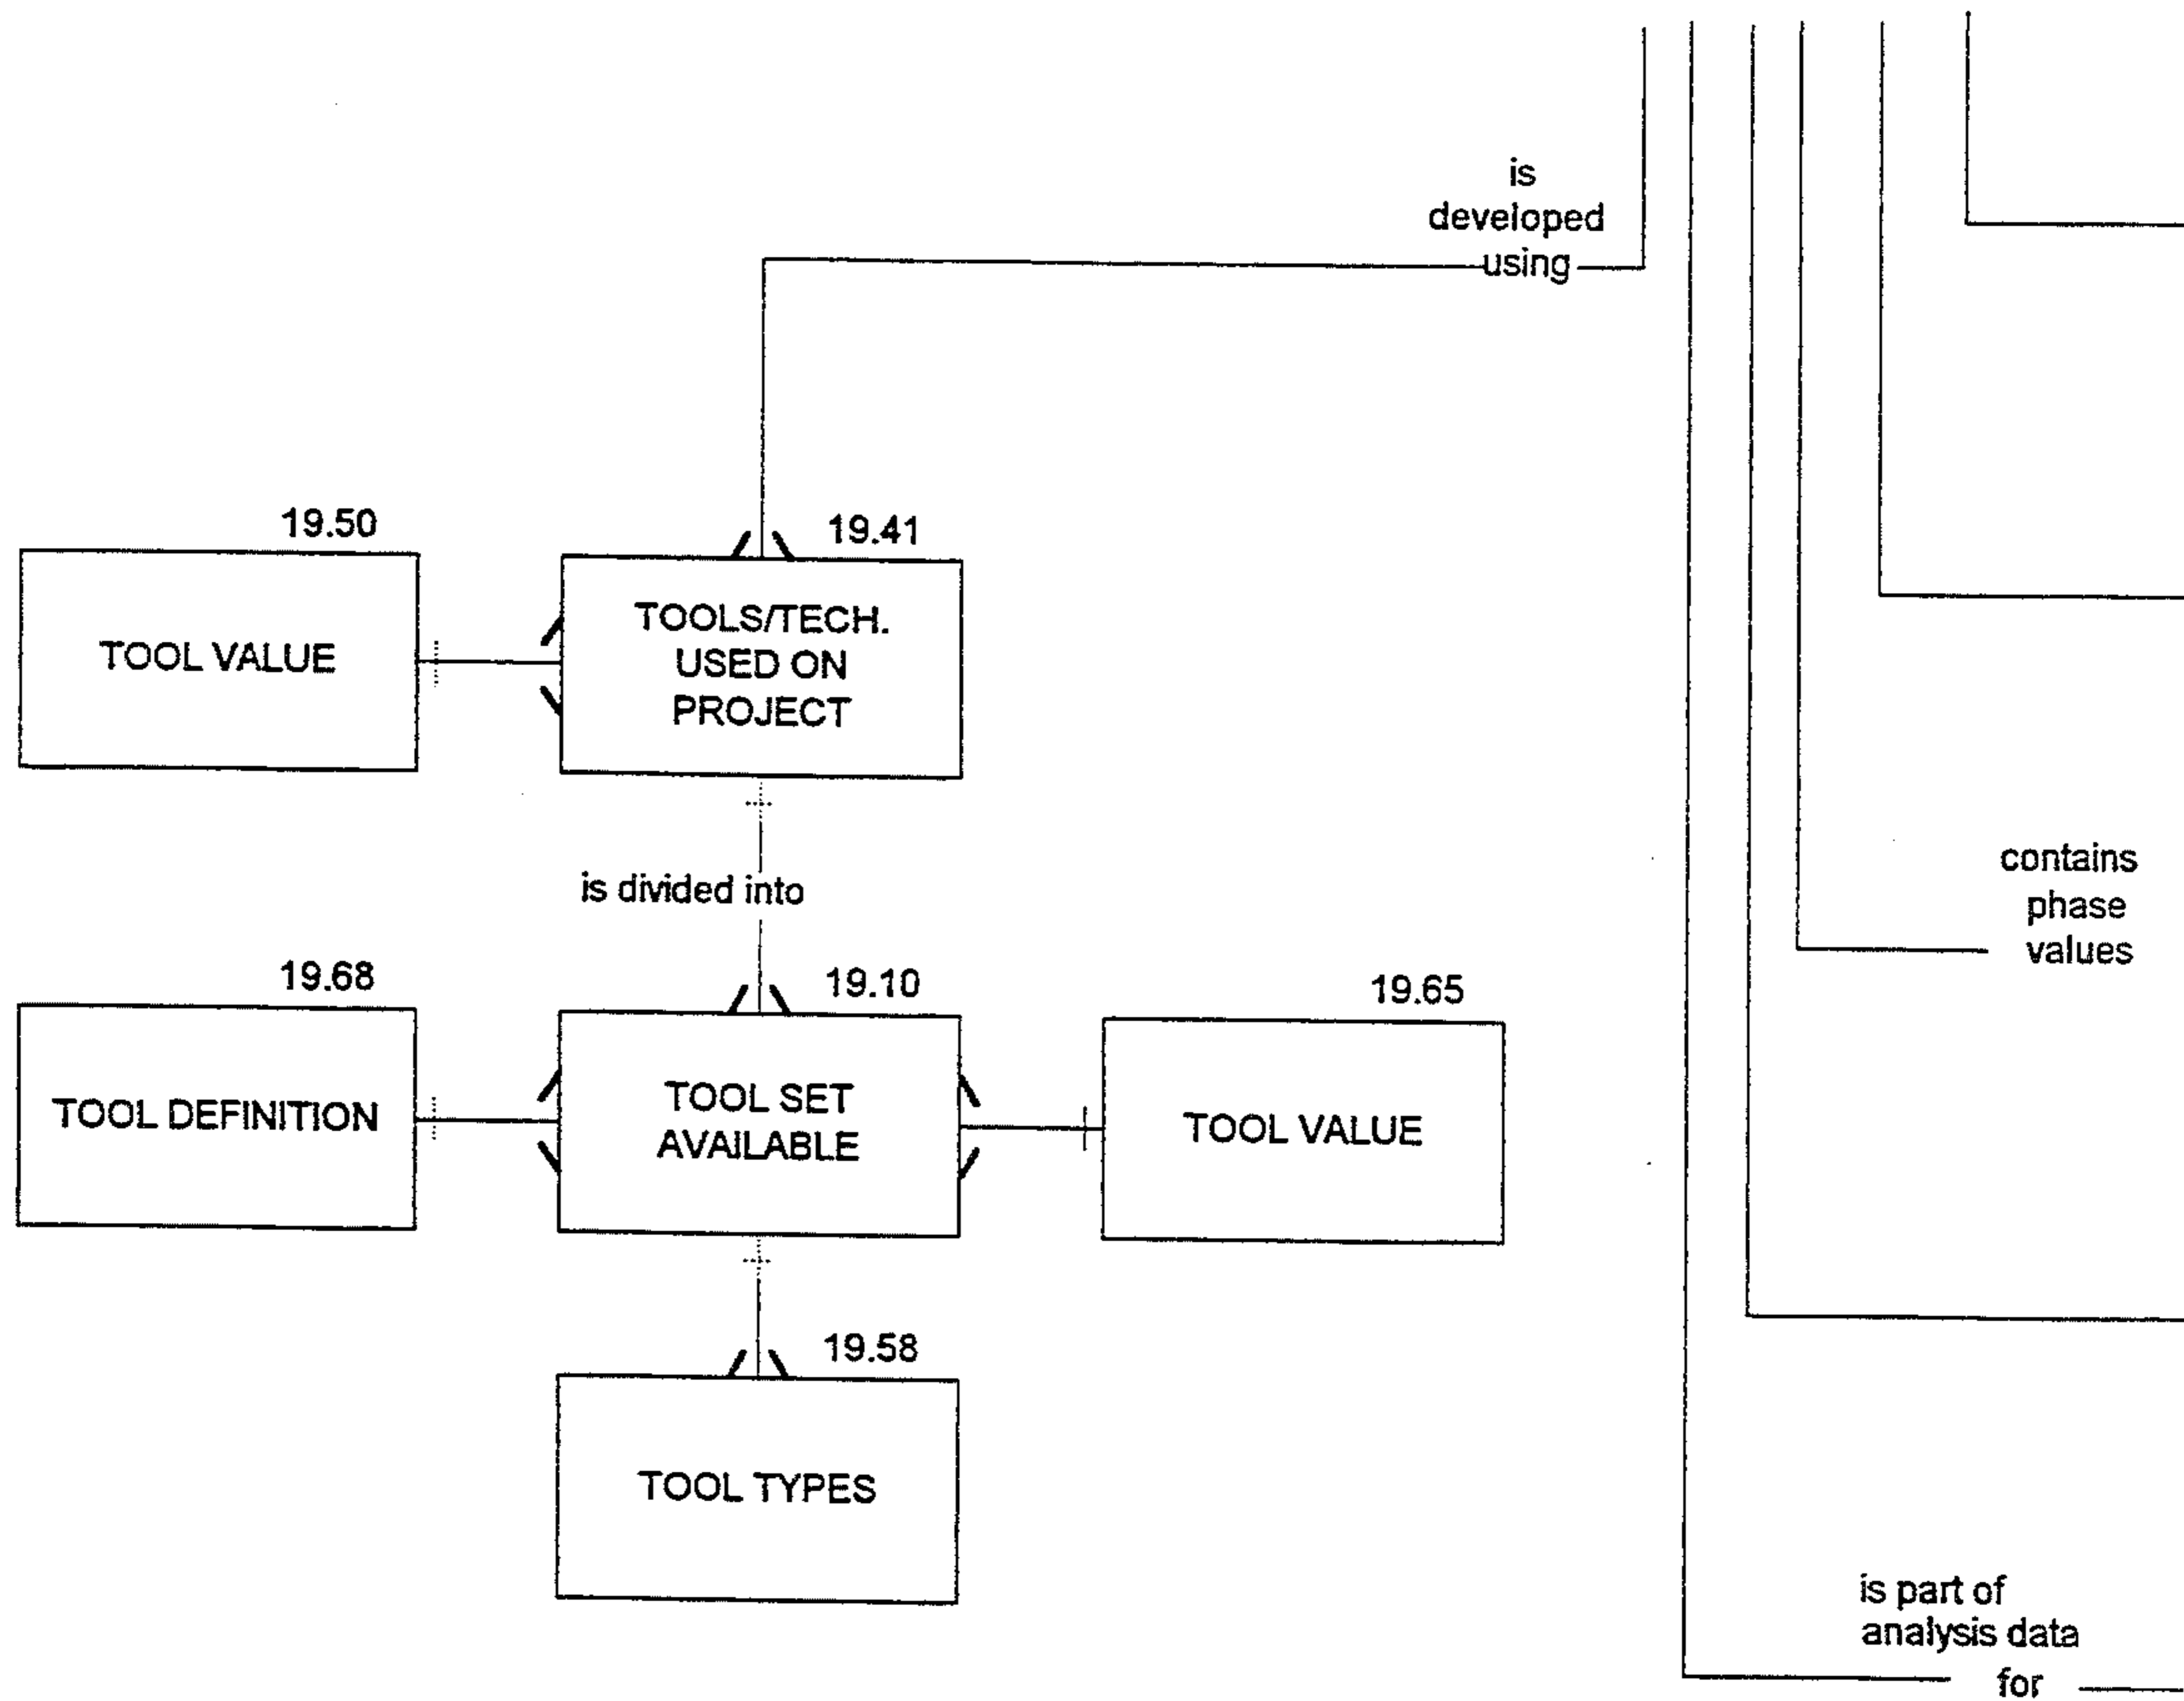 is
developed
using
19.50
19.41
TOOL VALUE
TOOLS/TECH.
USED ON
PROJECT
is divided into
contains
phase
values
19.68
19.10
19.65
TOOL DEFINITION
TOOL SET
AVAILABLE
TOOL VALUE
19.58
TOOL TYPES
is part of
analysis data
for